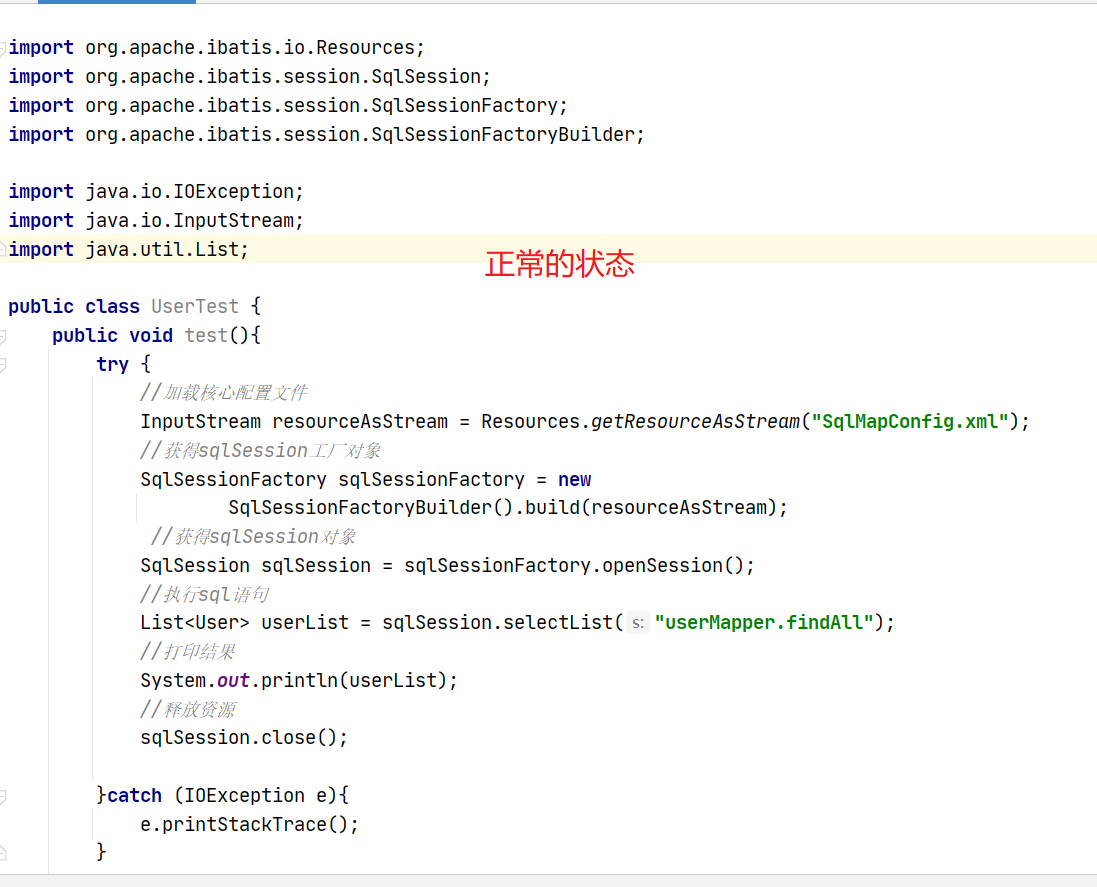 import org.apache.ibatis.io.Resources;
import org.apache.ibatis.session.SqlSession;
import org.apache.ibatis.session.SqlSessionFactory;
import org.apache.ibatis.session.SqlSessionFactoryBuilder;
import java.io.IOException;
import java.io.InputStream;
import java.util.List;
正常的状态
public class UserTest {
public void test(){
try {
//加载核心配置文件
InputStream resourceAsStream = Resources.getResourceAsStream("SqlMapConfig.xml");
//获得sqlSession工厂对象
SqlSessionFactory sqlSessionFactory = new
SqlSessionFactoryBuilder().build(resourceAsStream);
//获得sqlSession对象
SqlSession sqlSession = sqlSessionFactory.openSession();
//执行sql语句
List<User> userList = sqlSession.selectList( s: "userMapper.findAll");
//打印结果
System.out.println(userList);
//释放资源
sqlSession.close();
}catch (IOException e){
e.printStackTrace();
}